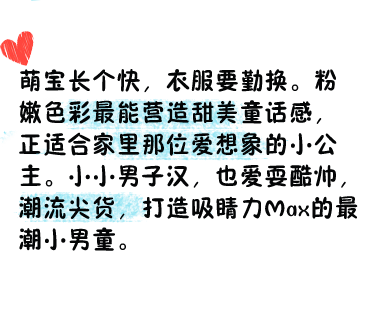 萌宝长个快，衣服要勤换。粉
嫩色彩最能营造甜美童话感，
正适合家里那位爱想象的小公
主。小小男子汉，也爱耍酷帅，
潮流尖货，打造吸睛力Max的最
潮小男童。